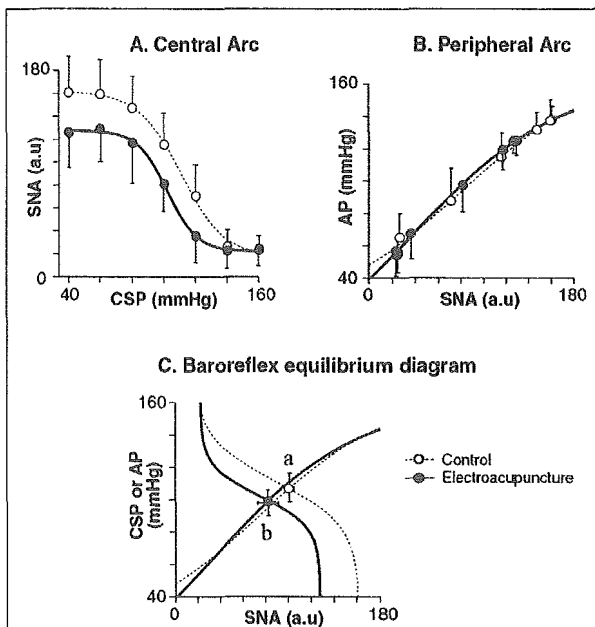 A. Central Arc
180
SNA (a.u)
0
40
CSP (mmHg)
160
B. Peripheral Arc
160
AP (mmHg)
40
0
SNA (a.u)
180
C. Baroreflex equilibrium diagram
160
CSP or AP
(mmHg)
40
0
SNA (a.u)
180
a
b
Control
Electroacupuncture